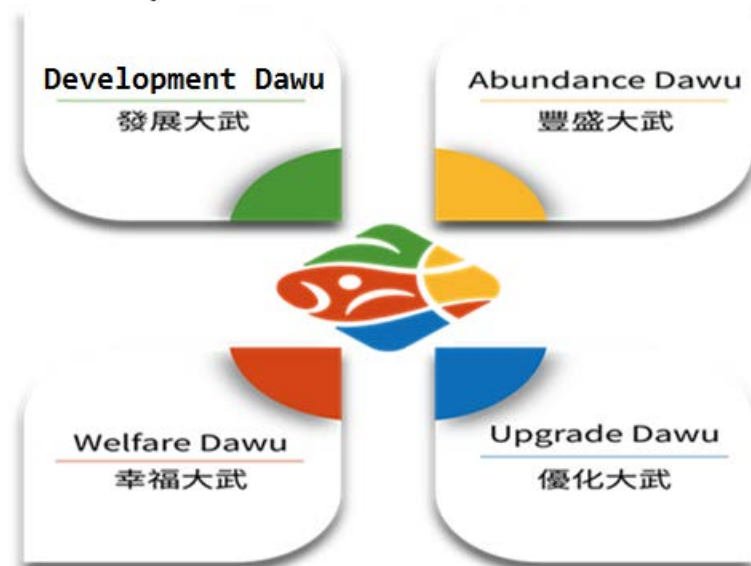 Development Dawu
發展大武
Abundance Dawu
豐盛大武
Welfare Dawu
幸福大武
Upgrade Dawu
優化大武